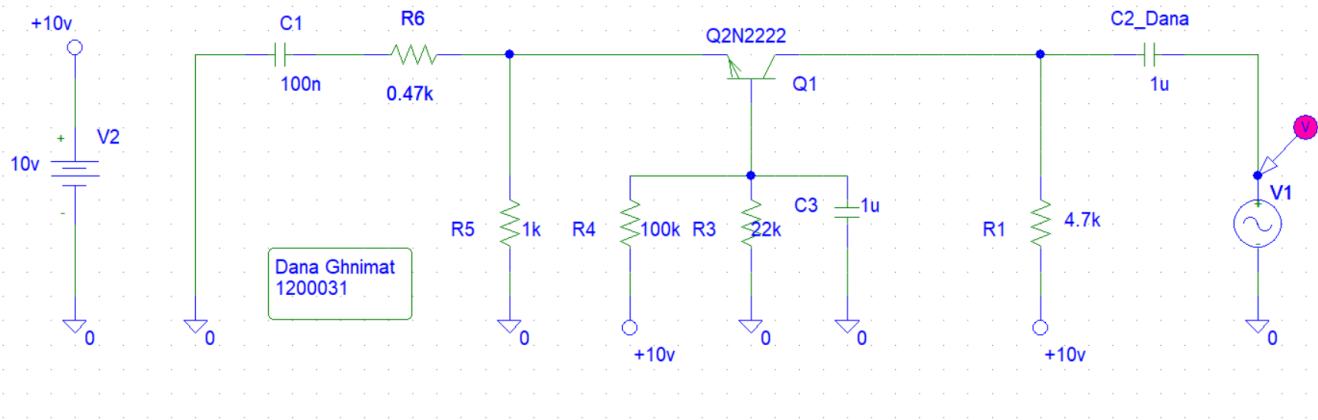 +10v
C1
R6
Q2N2222
C2_Dana
100n
0.47k
Q1
1u
V
V2
+
10v
-
V1
+
-
C3
1u
R5
1k
R4
100k
R3
22k
R1
4.7k
Dana Ghnimat
1200031
0
0
0
0
0
0
+10v
+10v